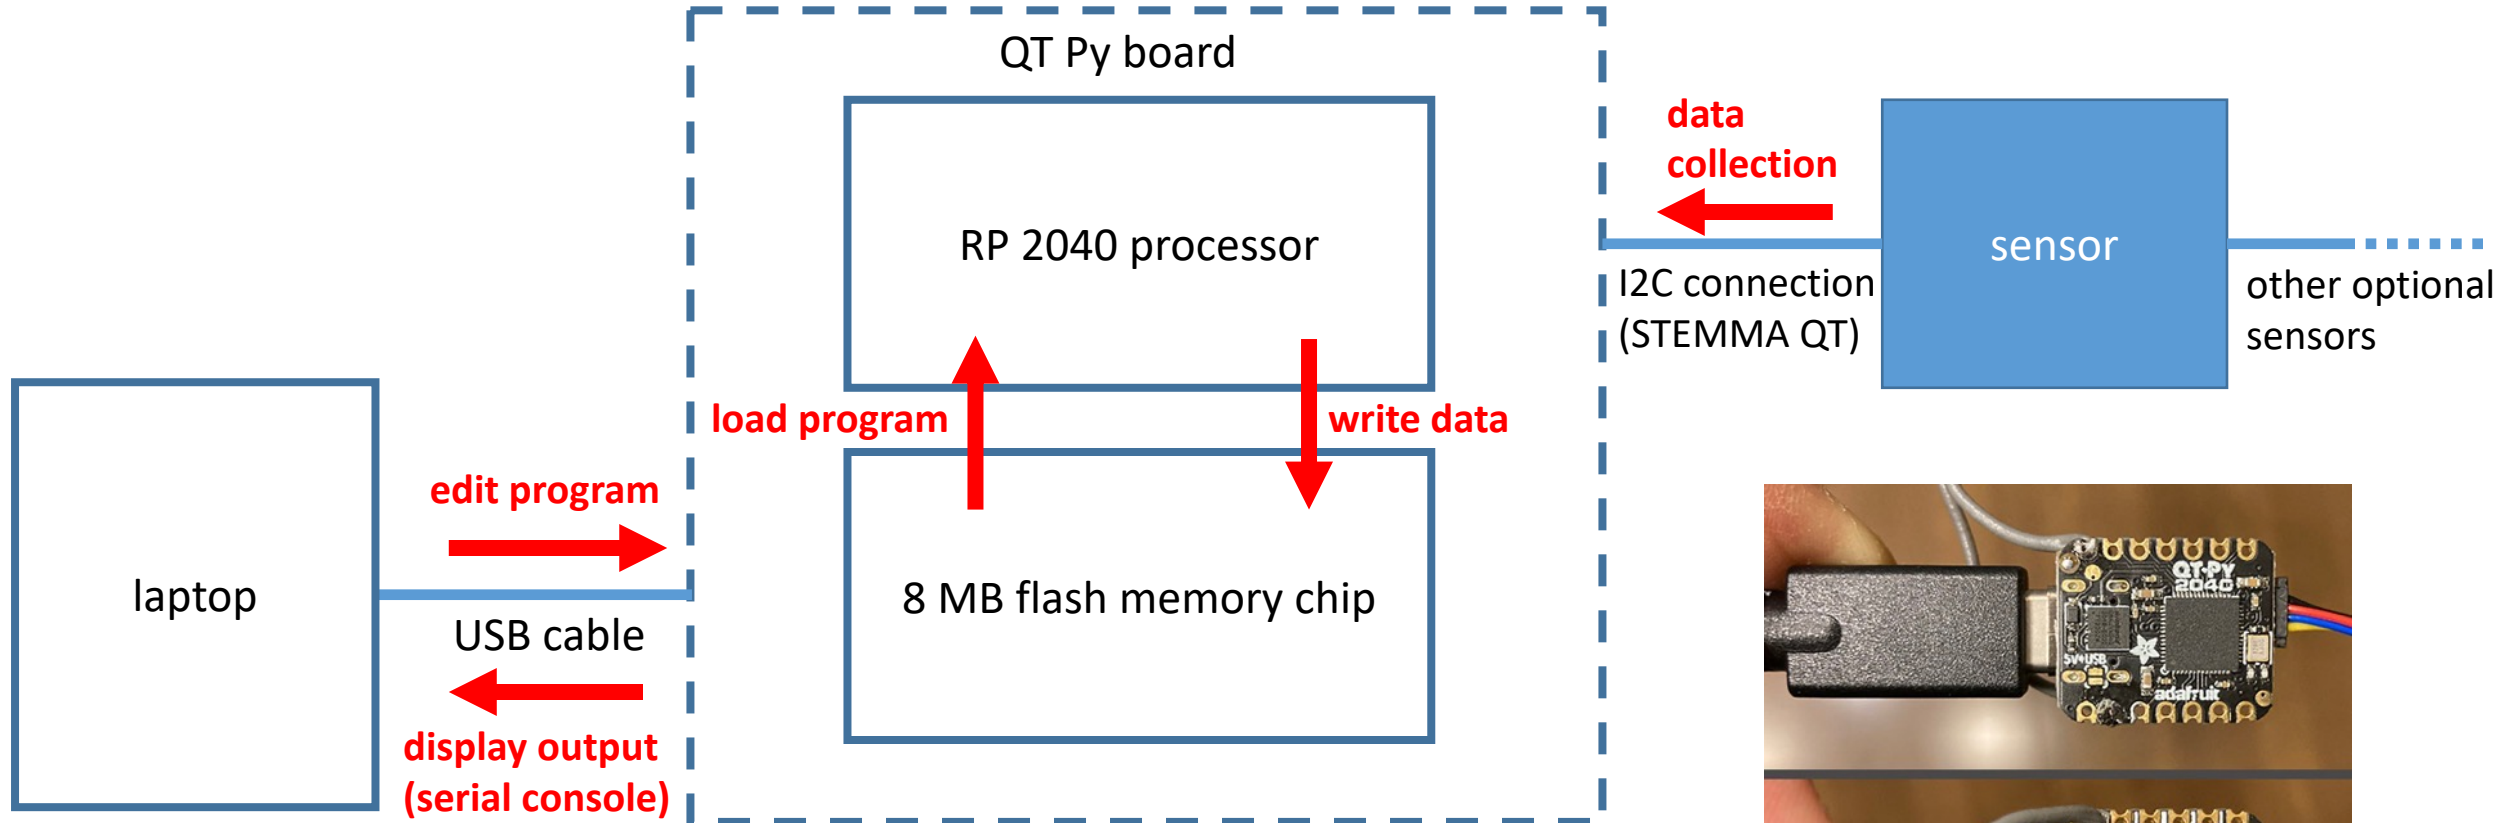 QT Py board
RP 2040 processor
load program
write data
8 MB flash memory chip
laptop
edit program
USB cable
display output
(serial console)
data
collection
sensor
I2C connection
(STEMMA QT)
other optional
sensors
QT·PY
2040
5V+USB
adafruit